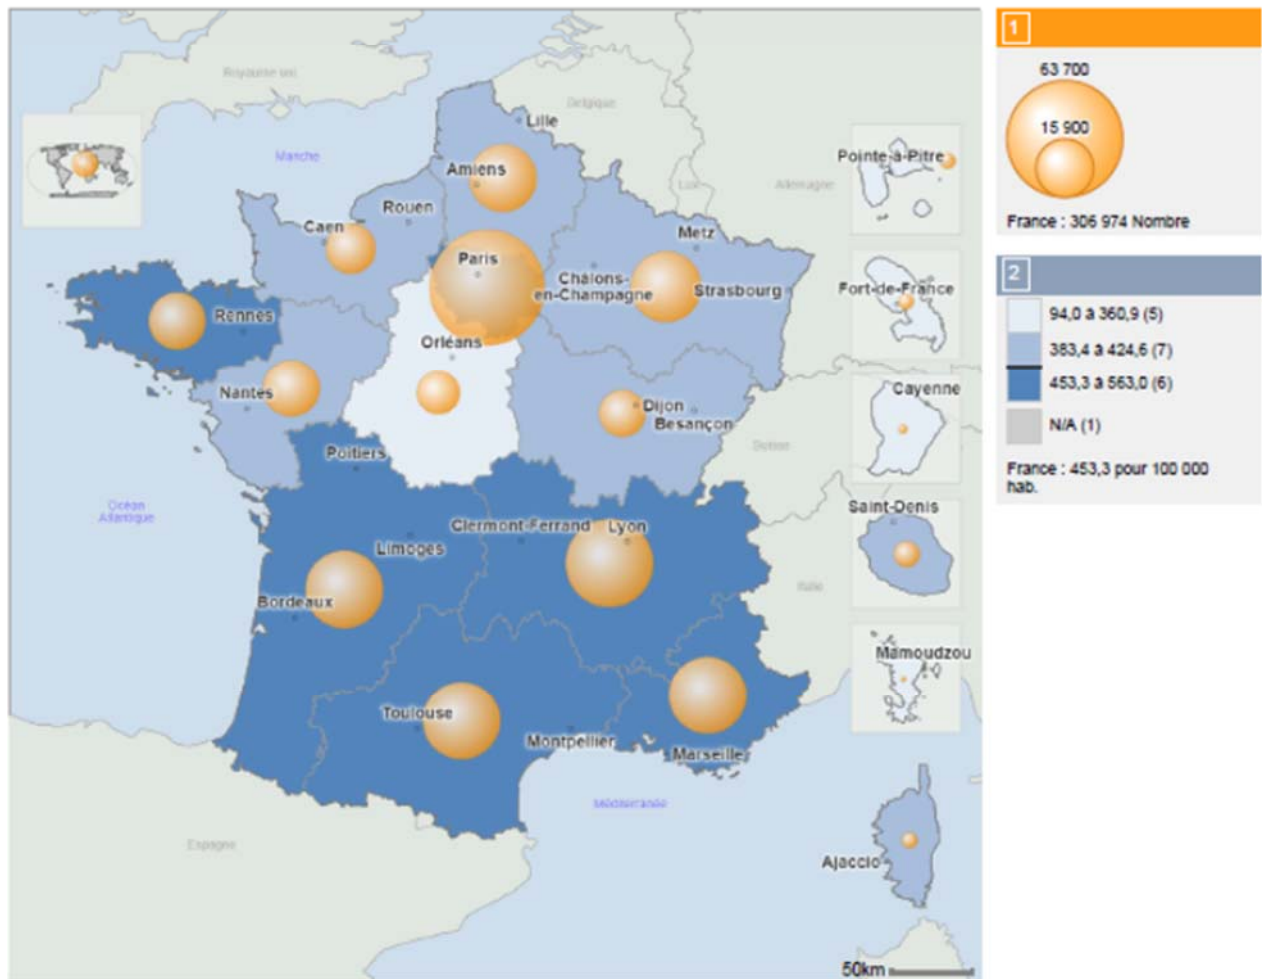 Royaume uni
Belgique
Lille
Manche
Amiens
Pointe-à-Pitre
Lux
Allemagne
Rouen
Caen
Metz
Paris
Châlons-
en-Champagne
Strasbourg
Fort-de-France
Rennes
Orléans
Nantes
Dijon
Besançon
Cayenne
Suisse
Poitiers
Océan
Atlantique
Clermont-Ferrand
Lyon
Saint-Denis
Limoges
Italie
Bordeaux
Mamoudzou
Toulouse
Montpellier
Marseille
Méditerranée
Espagne
Ajaccio
50km
1
63 700
15 900
France : 306 974 Nombre
2
94,0 à 360,9 (5)
383,4 à 424,6 (7)
453,3 à 563,0 (6)
N/A (1)
France : 453,3 pour 100 000
hab.